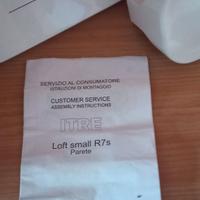 SERVIZIO AL CONSUMATORE
ISTRUZIONI DI MONTAGGIO
CUSTOMER SERVICE
ASSEMBLY INSTRUCTIONS
ITRE
Loft small R7s
Parete